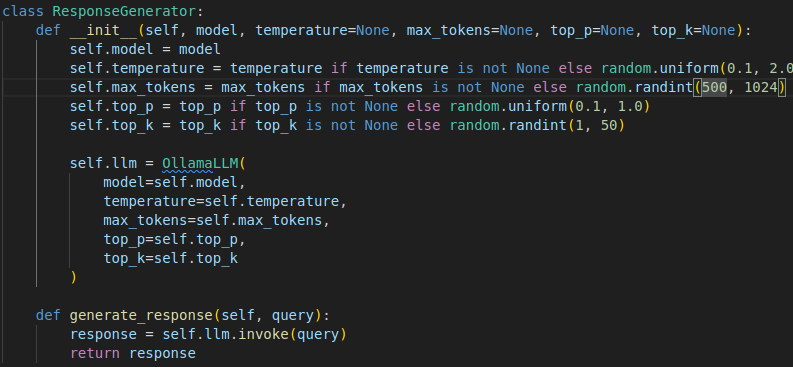 class ResponseGenerator:
    def __init__(self, model, temperature=None, max_tokens=None, top_p=None, top_k=None):
        self.model = model
        self.temperature = temperature if temperature is not None else random.uniform(0.1, 2.0
        self.max_tokens = max_tokens if max_tokens is not None else random.randint(500, 1024)
        self.top_p = top_p if top_p is not None else random.uniform(0.1, 1.0)
        self.top_k = top_k if top_k is not None else random.randint(1, 50)

        self.llm = OllamaLLM(
            model=self.model,
            temperature=self.temperature,
            max_tokens=self.max_tokens,
            top_p=self.top_p,
            top_k=self.top_k
        )

    def generate_response(self, query):
        response = self.llm.invoke(query)
        return response